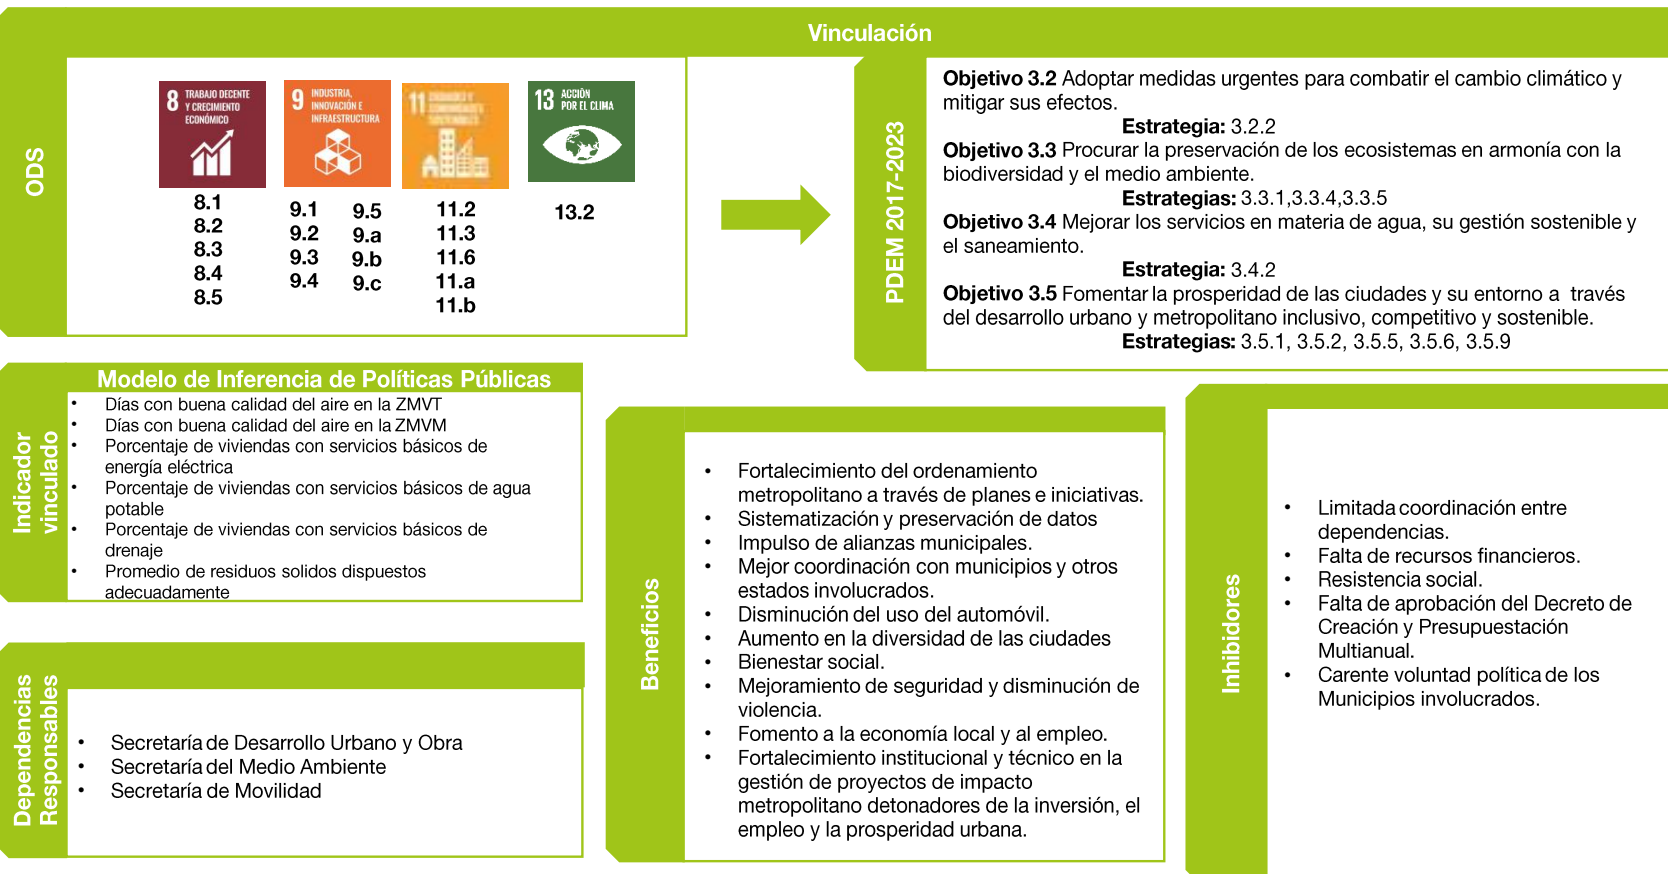 Vinculación
ODS
8 TRABAJO DECENTE
Y CRECIMIENTO
ECONÓMICO
8.1
8.2
8.3
8.4
8.5
9 INDUSTRIA,
INNOVACIÓN E
INFRAESTRUCTURA
9.1 9.5
9.2 9.a
9.3 9.b
9.4 9.c
11
11.2
11.3
11.6
11.a
11.b
13 ACCIÓN
POR EL CLIMA
13.2
PDEM 2017-2023
Objetivo 3.2 Adoptar medidas urgentes para combatir el cambio climático y
mitigar sus efectos.
Estrategia: 3.2.2
Objetivo 3.3 Procurar la preservación de los ecosistemas en armonía con la
biodiversidad y el medio ambiente.
Estrategias: 3.3.1,3.3.4,3.3.5
Objetivo 3.4 Mejorar los servicios en materia de agua, su gestión sostenible y
el saneamiento.
Estrategia: 3.4.2
Objetivo 3.5 Fomentar la prosperidad de las ciudades y su entorno a través
del desarrollo urbano y metropolitano inclusivo, competitivo y sostenible.
Estrategias: 3.5.1, 3.5.2, 3.5.5, 3.5.6, 3.5.9
Indicador
vinculado
Modelo de Inferencia de Políticas Públicas
• Días con buena calidad del aire en la ZMVT
• Días con buena calidad del aire en la ZMVM
• Porcentaje de viviendas con servicios básicos de
energía eléctrica
• Porcentaje de viviendas con servicios básicos de agua
potable
• Porcentaje de viviendas con servicios básicos de
drenaje
• Promedio de residuos solidos dispuestos
adecuadamente
Dependencias
Responsables
• Secretaría de Desarrollo Urbano y Obra
• Secretaría del Medio Ambiente
• Secretaría de Movilidad
Beneficios
• Fortalecimiento del ordenamiento
metropolitano a través de planes e iniciativas.
• Sistematización y preservación de datos
• Impulso de alianzas municipales.
• Mejor coordinación con municipios y otros
estados involucrados.
• Disminución del uso del automóvil.
• Aumento en la diversidad de las ciudades
• Bienestar social.
• Mejoramiento de seguridad y disminución de
violencia.
• Fomento a la economía local y al empleo.
• Fortalecimiento institucional y técnico en la
gestión de proyectos de impacto
metropolitano detonadores de la inversión, el
empleo y la prosperidad urbana.
Inhibidores
• Limitada coordinación entre
dependencias.
• Falta de recursos financieros.
• Resistencia social.
• Falta de aprobación del Decreto de
Creación y Presupuestación
Multianual.
• Carente voluntad política de los
Municipios involucrados.